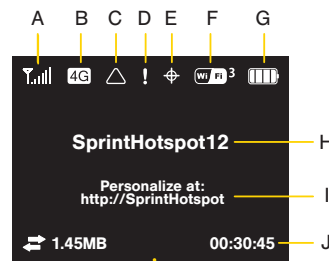 A B C D E F G
4G ! Wi Fi 3
SprintHotspot12 H
Personalize at:
http://SprintHotspot I
1.45MB 00:30:45 J